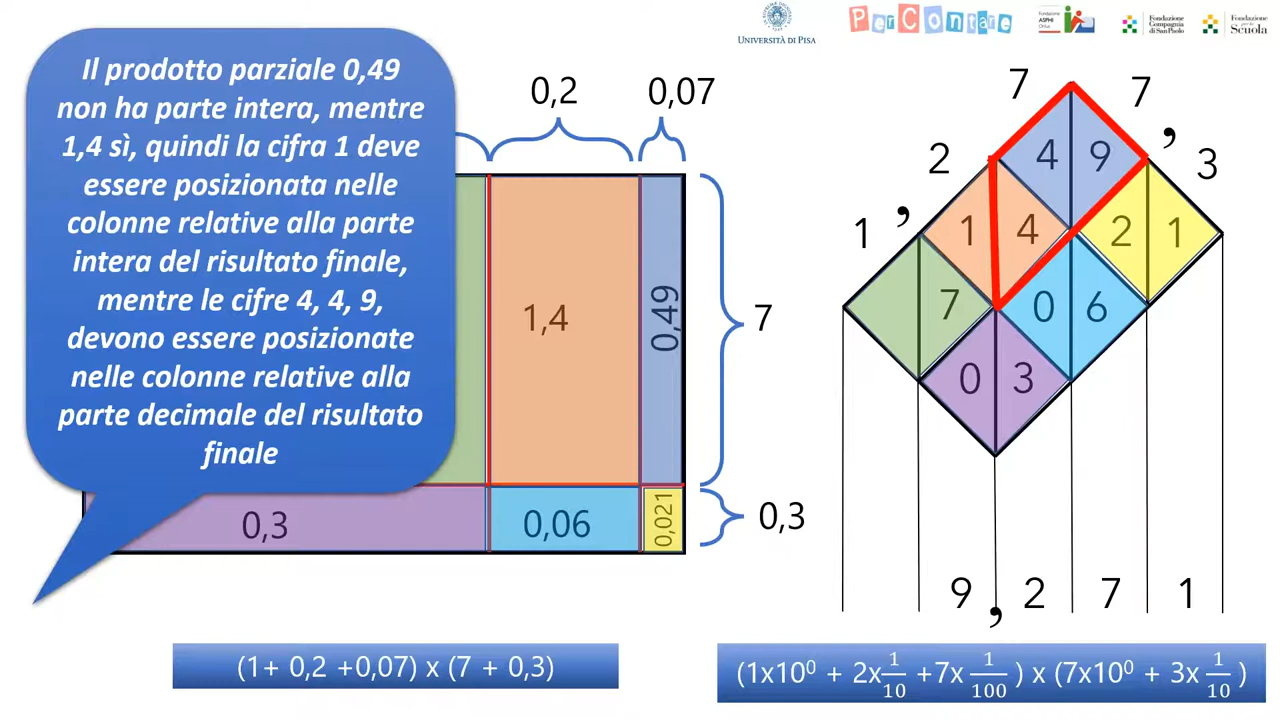 UNIVERSITÀ DI PISA
PerContare
Fondazione
ASPHI
Onlus
Fondazione
Compagnia
di San Paolo
Fondazione
per la
Scuola
Il prodotto parziale 0,49
non ha parte intera, mentre
1,4 sì, quindi la cifra 1 deve
essere posizionata nelle
colonne relative alla parte
intera del risultato finale,
mentre le cifre 4, 4, 9,
devono essere posizionate
nelle colonne relative alla
parte decimale del risultato
finale
0,2 0,07
1,4 0,49 7
0,3 0,06 0,021 0,3
(1+ 0,2 +0,07) x (7 + 0,3)
7 7,
2 4 9 3
1, 1 4 2 1
7 0 6
0 3
9, 2 7 1
(1x10⁰ + 2x1/10 +7x 1/100 ) x (7x10⁰ + 3x 1/10 )